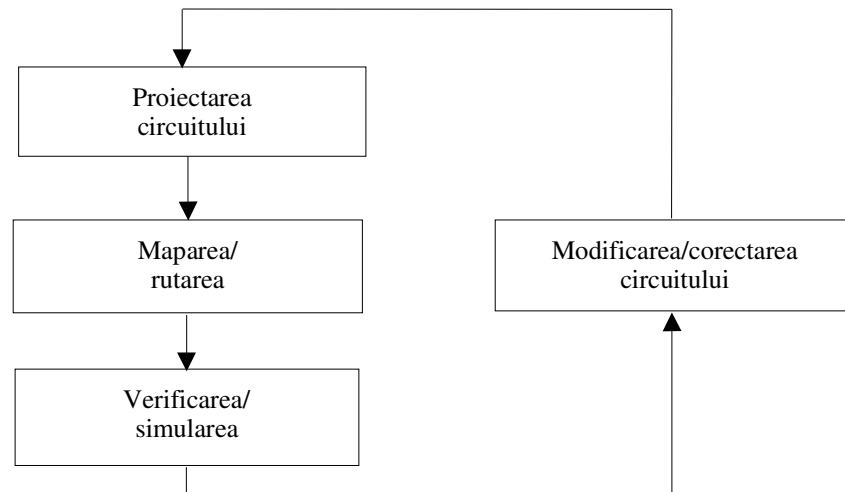 Proiectarea
circuitului
Maparea/
rutarea
Modificarea/corectarea
circuitului
Verificarea/
simularea